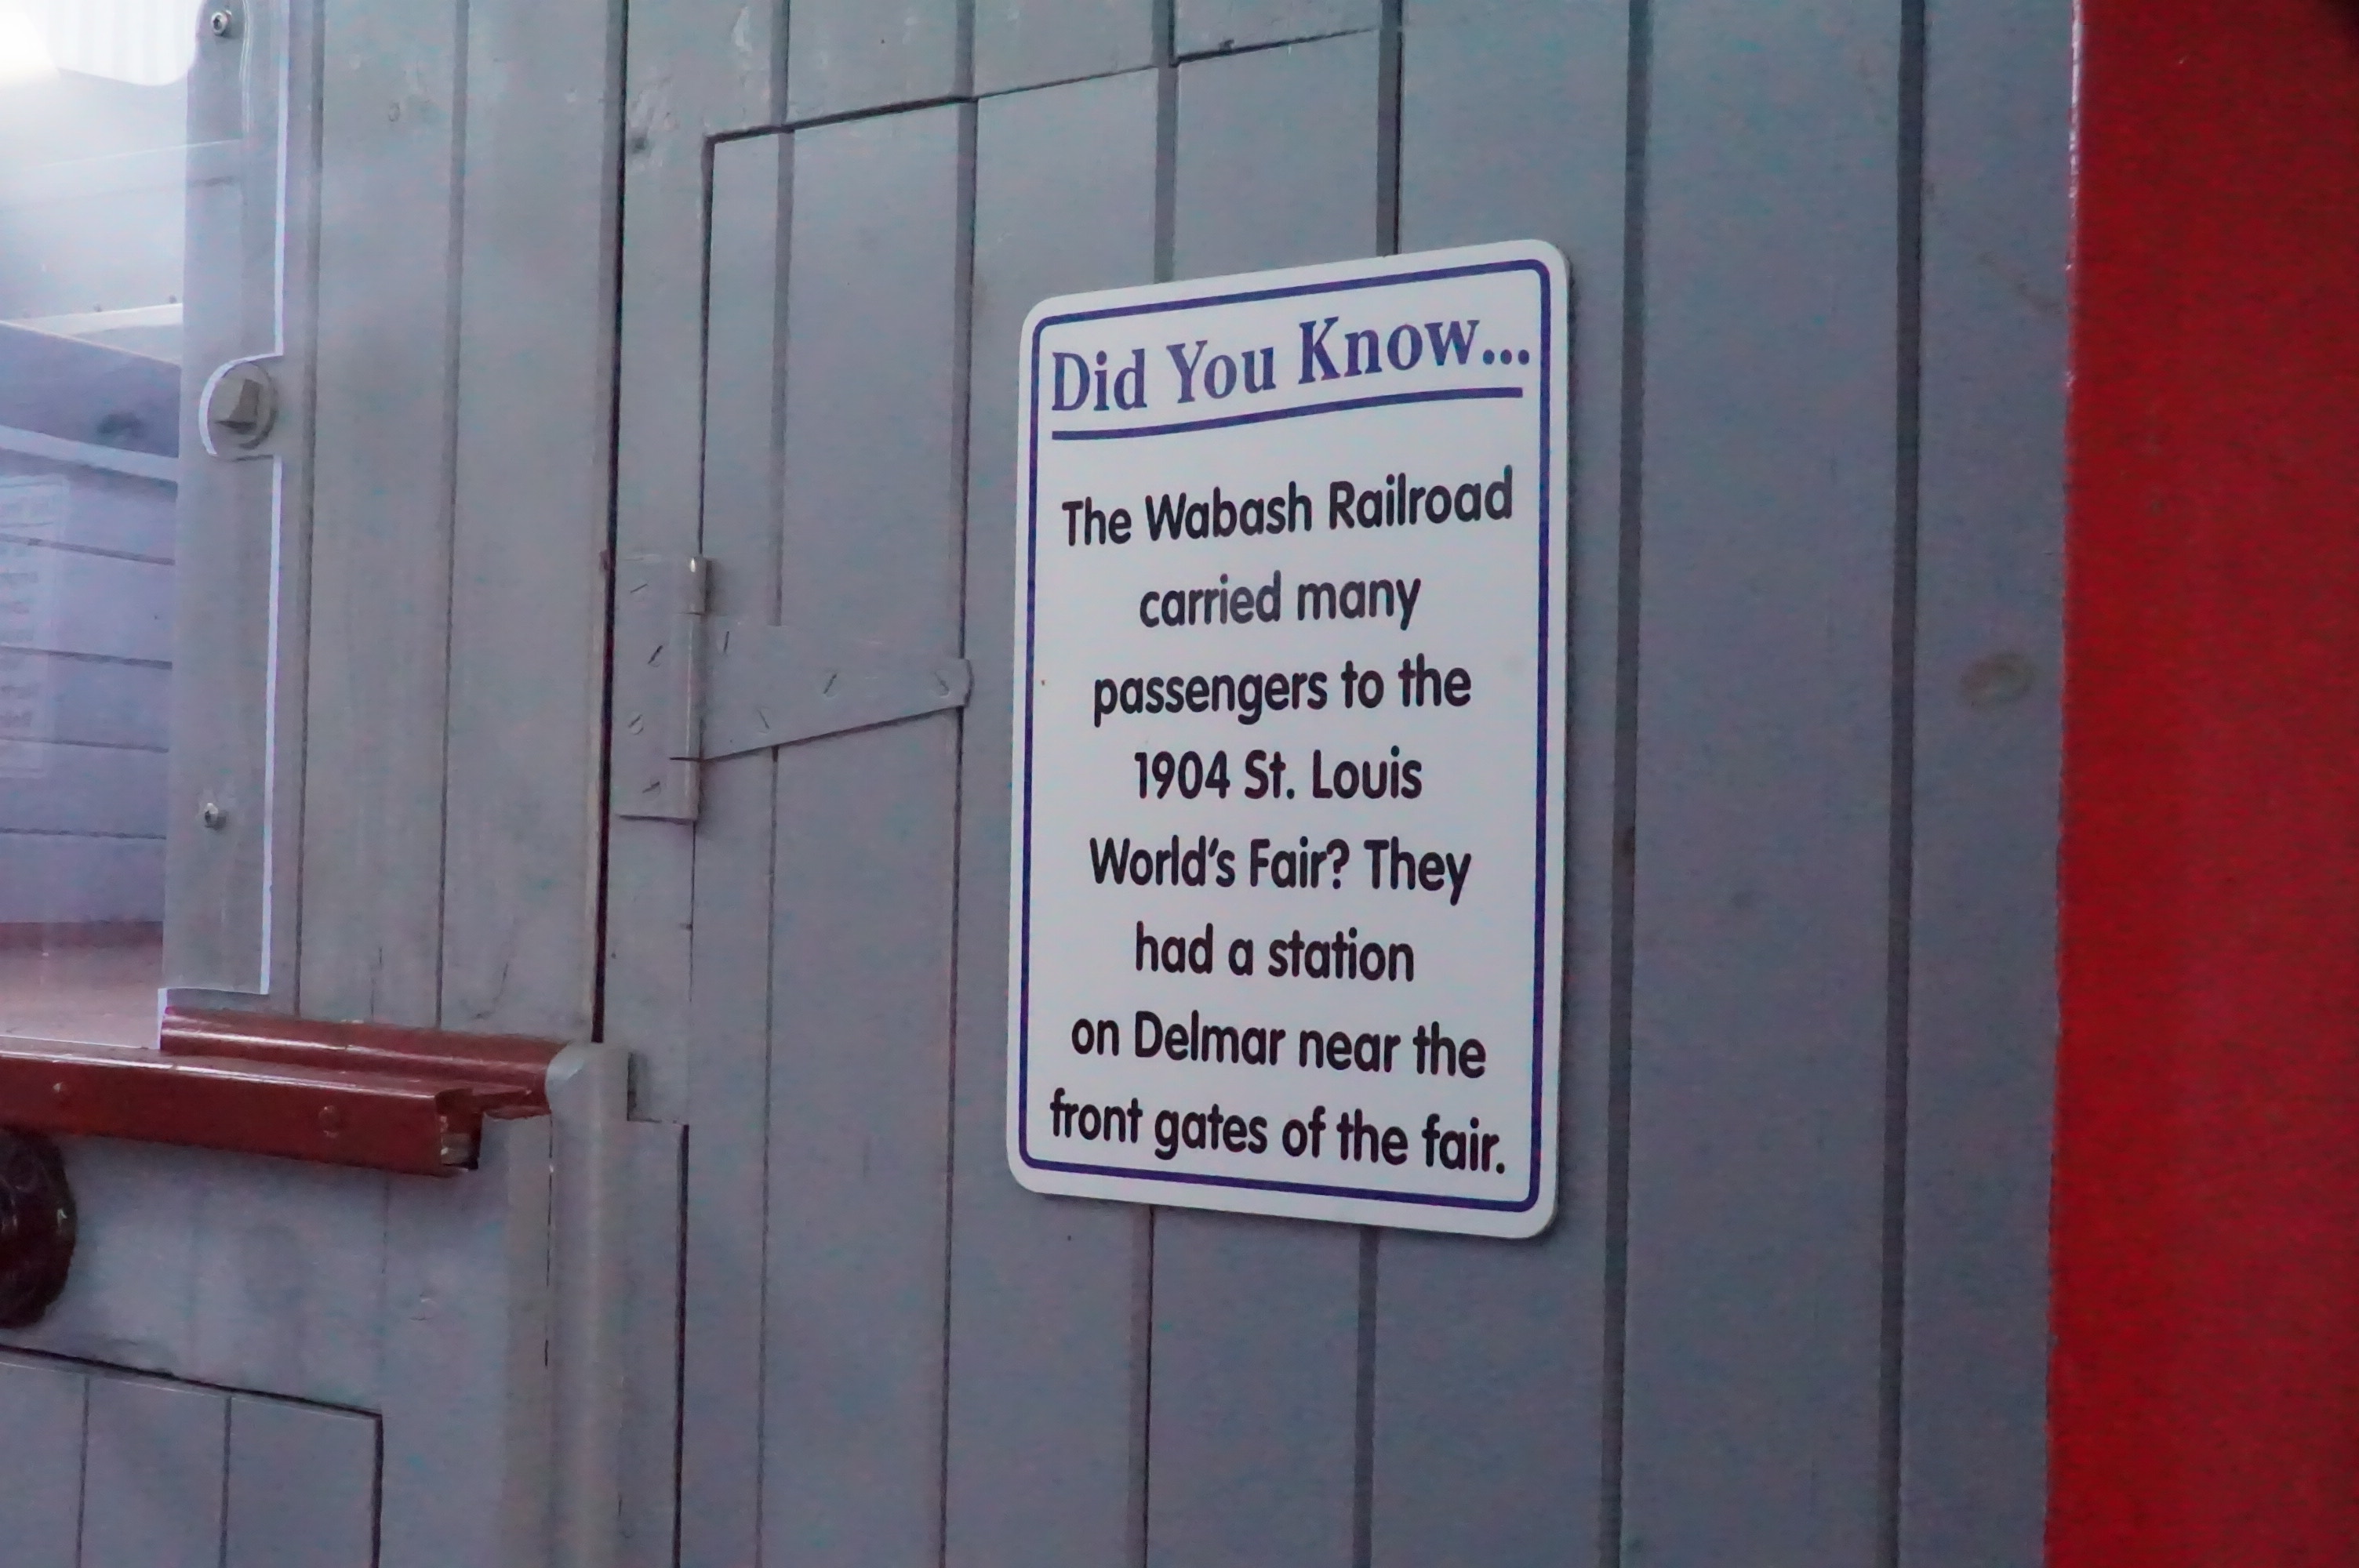 Did You Know...
The Wabash Railroad
carried many
passengers to the
1904 St. Louis
World's Fair? They
had a station
on Delmar near the
front gates of the fair.